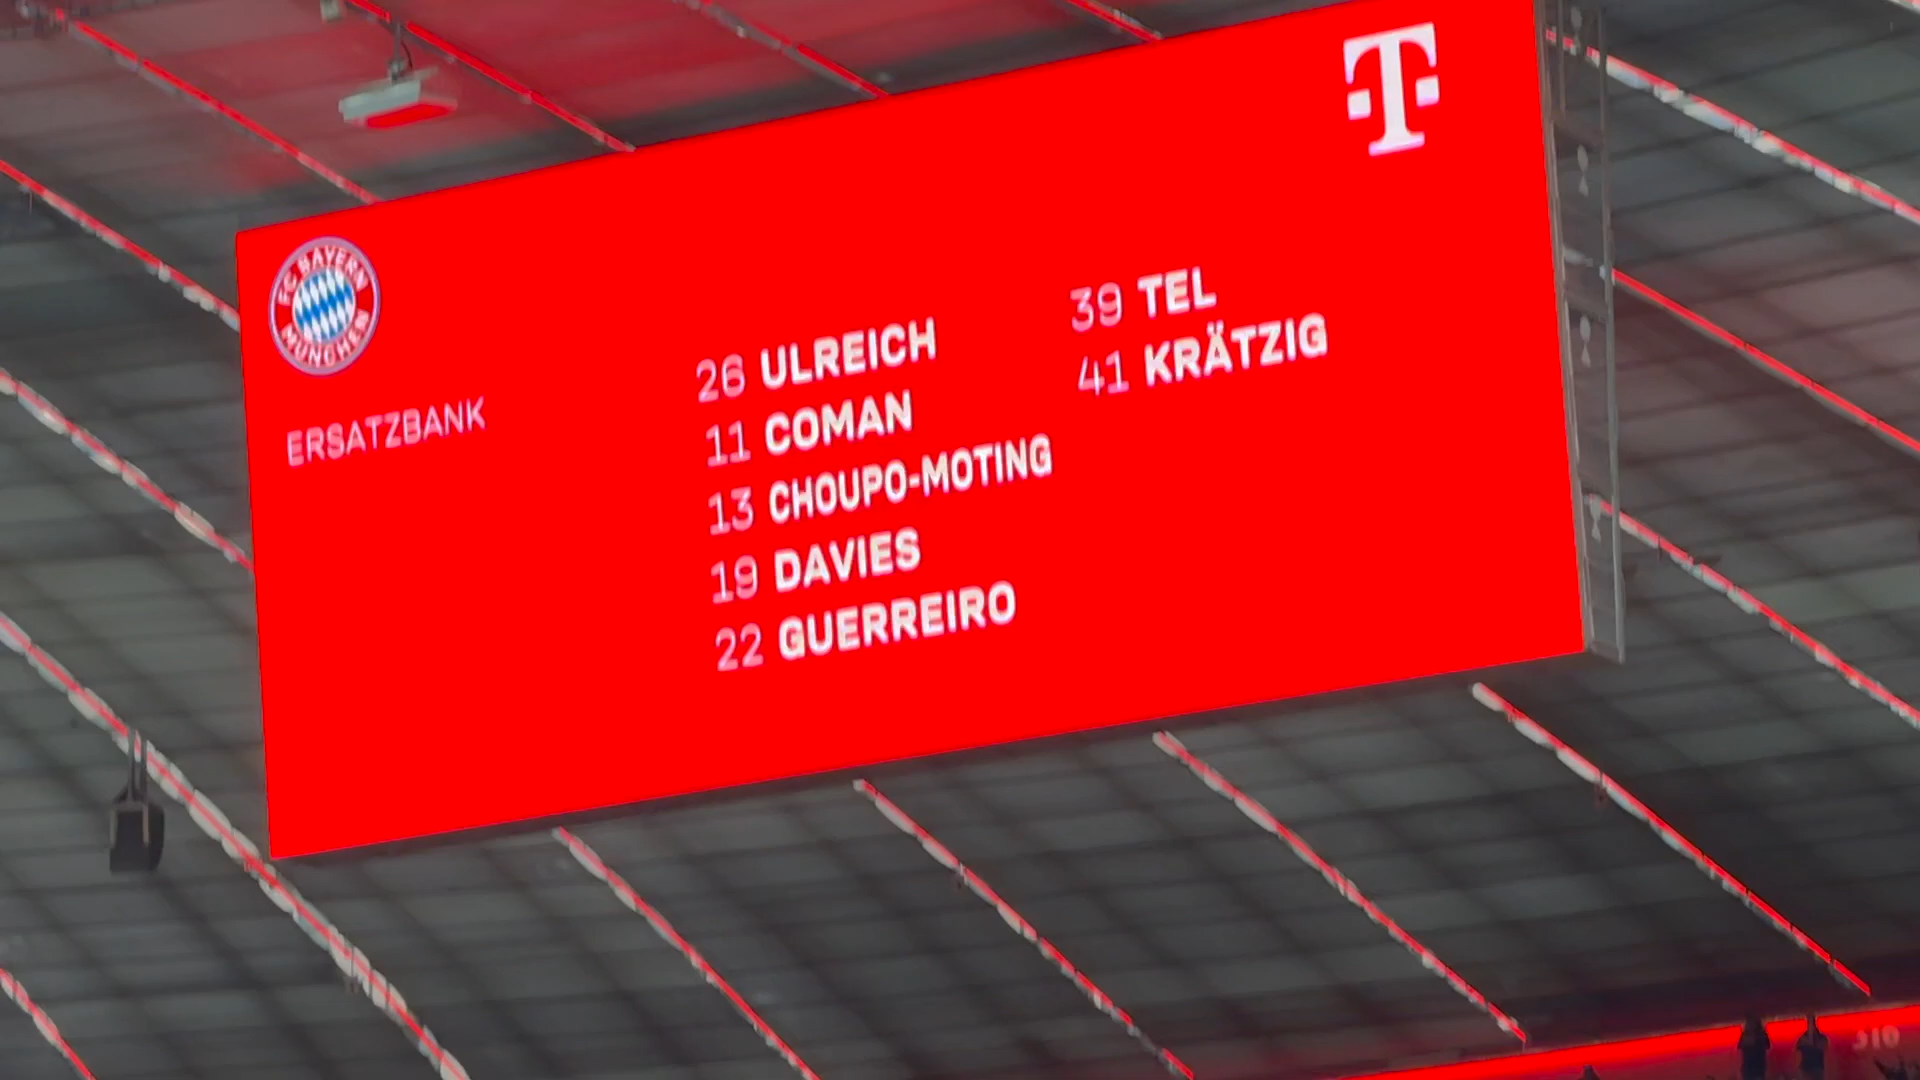 FC BAYERN
MÜNCHEN
T
ERSATZBANK
26 ULREICH
11 COMAN
13 CHOUPO-MOTING
19 DAVIES
22 GUERREIRO
39 TEL
41 KRÄTZIG
310